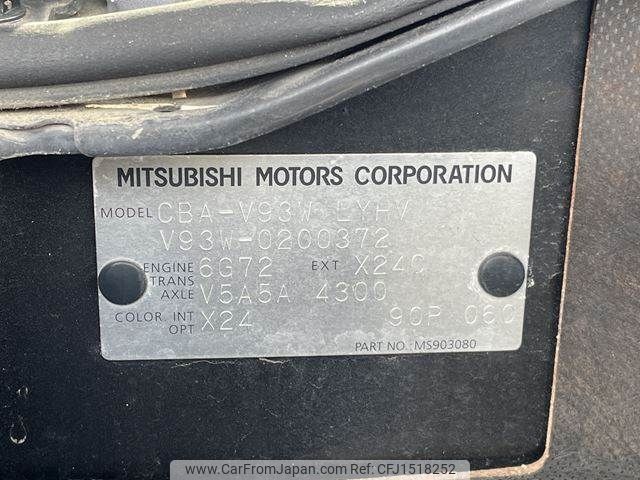 MITSUBISHI MOTORS CORPORATION
MODEL CBA-V93W LYHV
V93W-0200372
ENGINE 6G72 EXT X24C
TRANS AXLE V5A5A 4300
COLOR INT X24 90P 060
OPT
PART NO. MS903080
www.CarFromJapan.com | Ref No. CFJ1518252